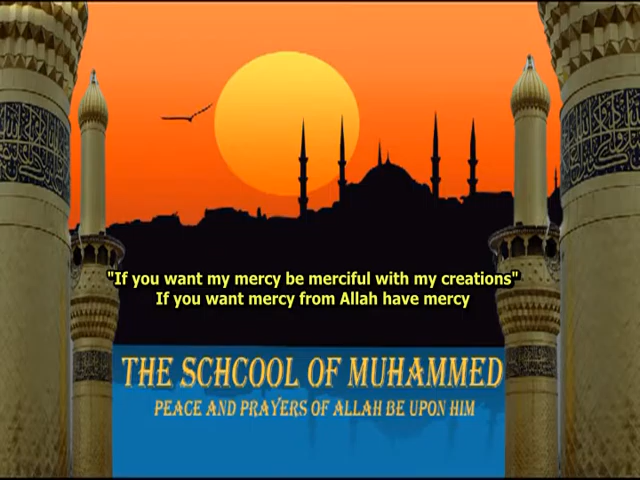 "If you want my mercy be merciful with my creations"
If you want mercy from Allah have mercy
THE SCHCOOL OF MUHAMMED
PEACE AND PRAYERS OF ALLAH BE UPON HIM